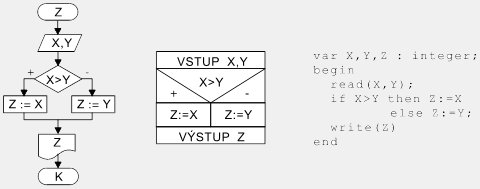 Z
X,Y
+ X>Y -
Z := X Z := Y
Z
K
VSTUP X,Y
X>Y
+ -
Z:=X Z:=Y
VÝSTUP Z
var X,Y,Z : integer;
begin
read(X,Y);
if X>Y then Z:=X
else Z:=Y;
write(Z)
end